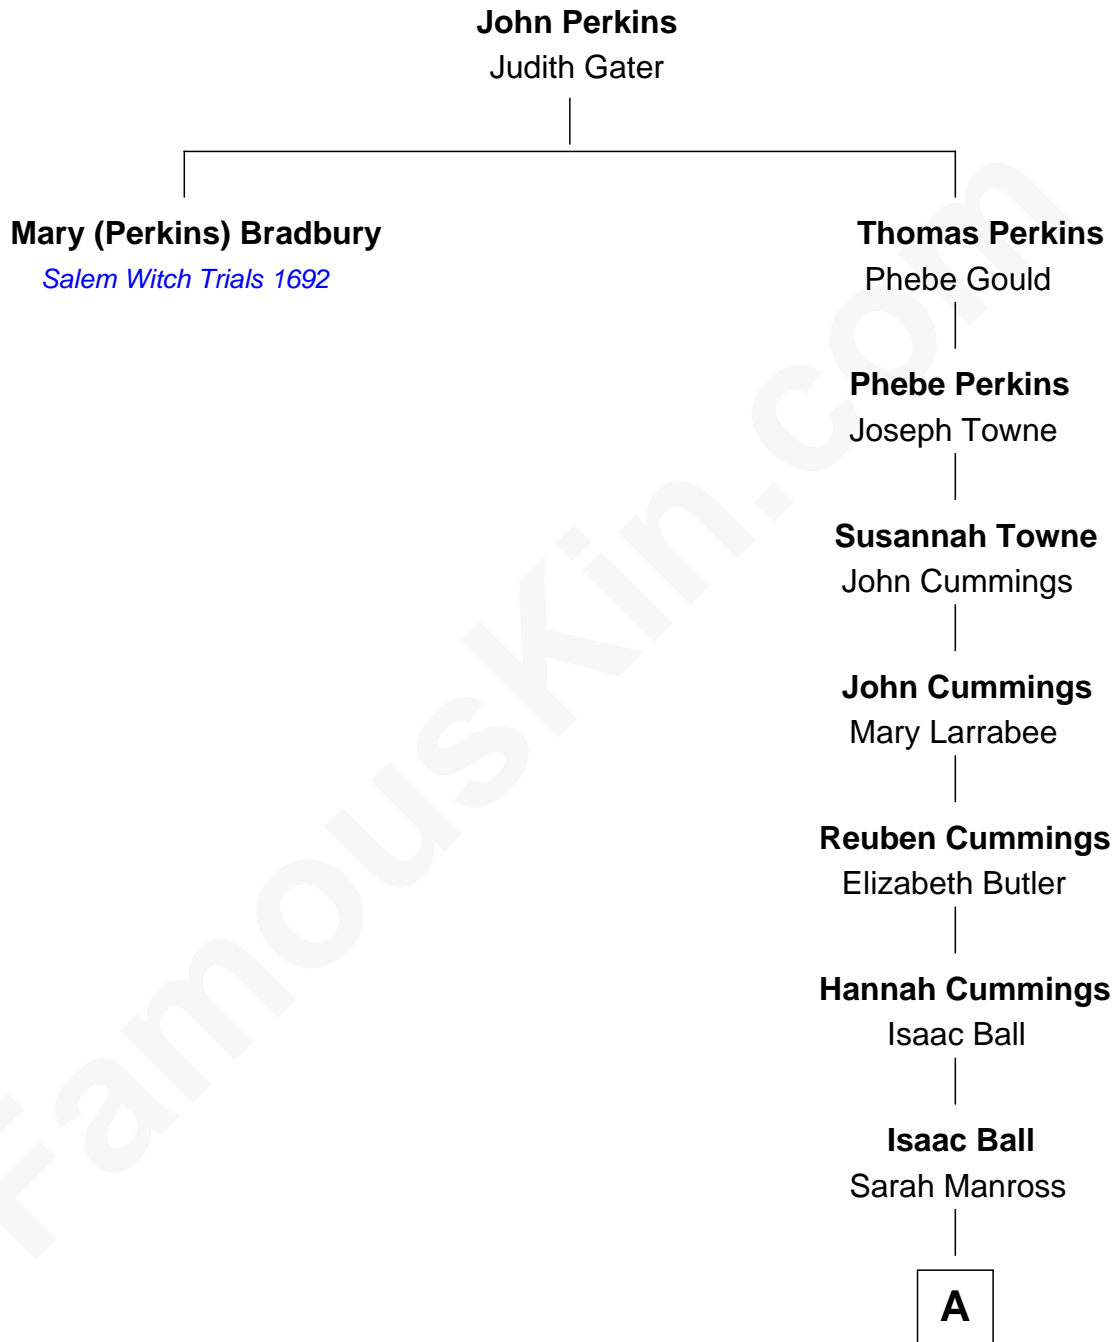 John Perkins
Judith Gater
Mary (Perkins) Bradbury
Salem Witch Trials 1692
Thomas Perkins
Phebe Gould
Phebe Perkins
Joseph Towne
Susannah Towne
John Cummings
John Cummings
Mary Larrabee
Reuben Cummings
Elizabeth Butler
Hannah Cummings
Isaac Ball
Isaac Ball
Sarah Manross
A
FamousKin.com